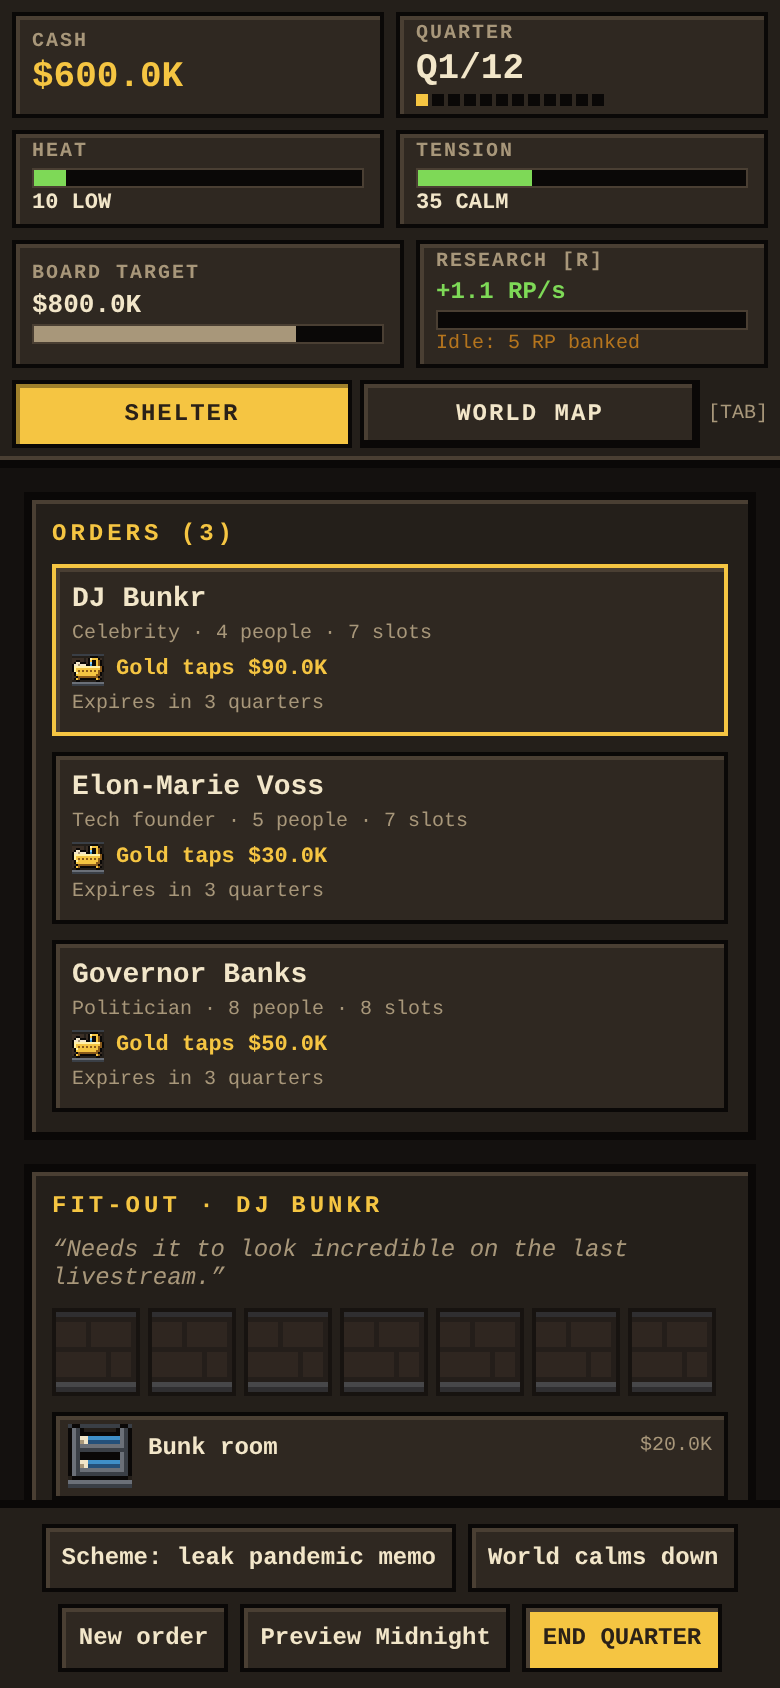 CASH
$600.0K
QUARTER
Q1/12
HEAT
10 LOW
TENSION
35 CALM
BOARD TARGET
$800.0K
RESEARCH [R]
+1.1 RP/s
Idle: 5 RP banked
SHELTER
WORLD MAP
[TAB]
ORDERS (3)
DJ Bunkr
Celebrity · 4 people · 7 slots
Gold taps $90.0K
Expires in 3 quarters
Elon-Marie Voss
Tech founder · 5 people · 7 slots
Gold taps $30.0K
Expires in 3 quarters
Governor Banks
Politician · 8 people · 8 slots
Gold taps $50.0K
Expires in 3 quarters
FIT-OUT · DJ BUNKR
“Needs it to look incredible on the last
livestream.”
Bunk room
$20.0K
Scheme: leak pandemic memo
World calms down
New order
Preview Midnight
END QUARTER